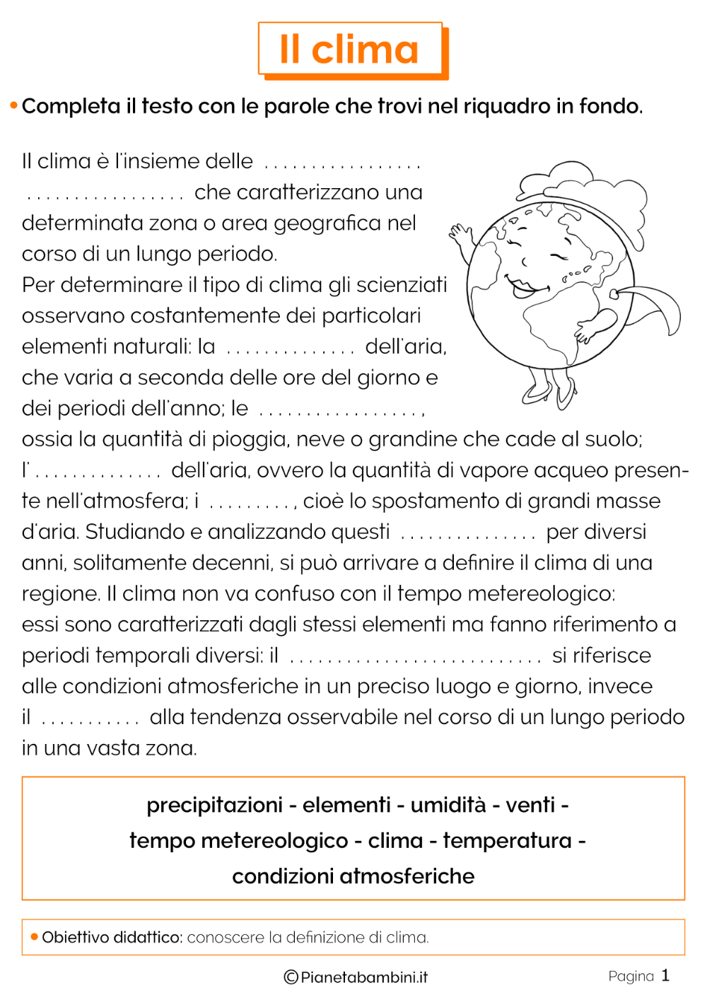 Il clima
Completa il testo con le parole che trovi nel riquadro in fondo.
Il clima è l'insieme delle . . . . . . . . . . . . . . . . .
. . . . . . . . . . . . . . . . . che caratterizzano una
determinata zona o area geografica nel
corso di un lungo periodo.
Per determinare il tipo di clima gli scienziati
osservano costantemente dei particolari
elementi naturali: la . . . . . . . . . . . . . . dell'aria,
che varia a seconda delle ore del giorno e
dei periodi dell'anno; le . . . . . . . . . . . . . . . . . ,
ossia la quantità di pioggia, neve o grandine che cade al suolo;
l' . . . . . . . . . . . . . . dell'aria, ovvero la quantità di vapore acqueo presen-
te nell'atmosfera; i . . . . . . . . . , cioè lo spostamento di grandi masse
d'aria. Studiando e analizzando questi . . . . . . . . . . . . . . . per diversi
anni, solitamente decenni, si può arrivare a definire il clima di una
regione. Il clima non va confuso con il tempo metereologico:
essi sono caratterizzati dagli stessi elementi ma fanno riferimento a
periodi temporali diversi: il . . . . . . . . . . . . . . . . . . . . . . . . . . . si riferisce
alle condizioni atmosferiche in un preciso luogo e giorno, invece
il . . . . . . . . . . . alla tendenza osservabile nel corso di un lungo periodo
in una vasta zona.
precipitazioni - elementi - umidità - venti -
tempo metereologico - clima - temperatura -
condizioni atmosferiche
Obiettivo didattico: conoscere la definizione di clima.
©Pianetabambini.it
Pagina 1